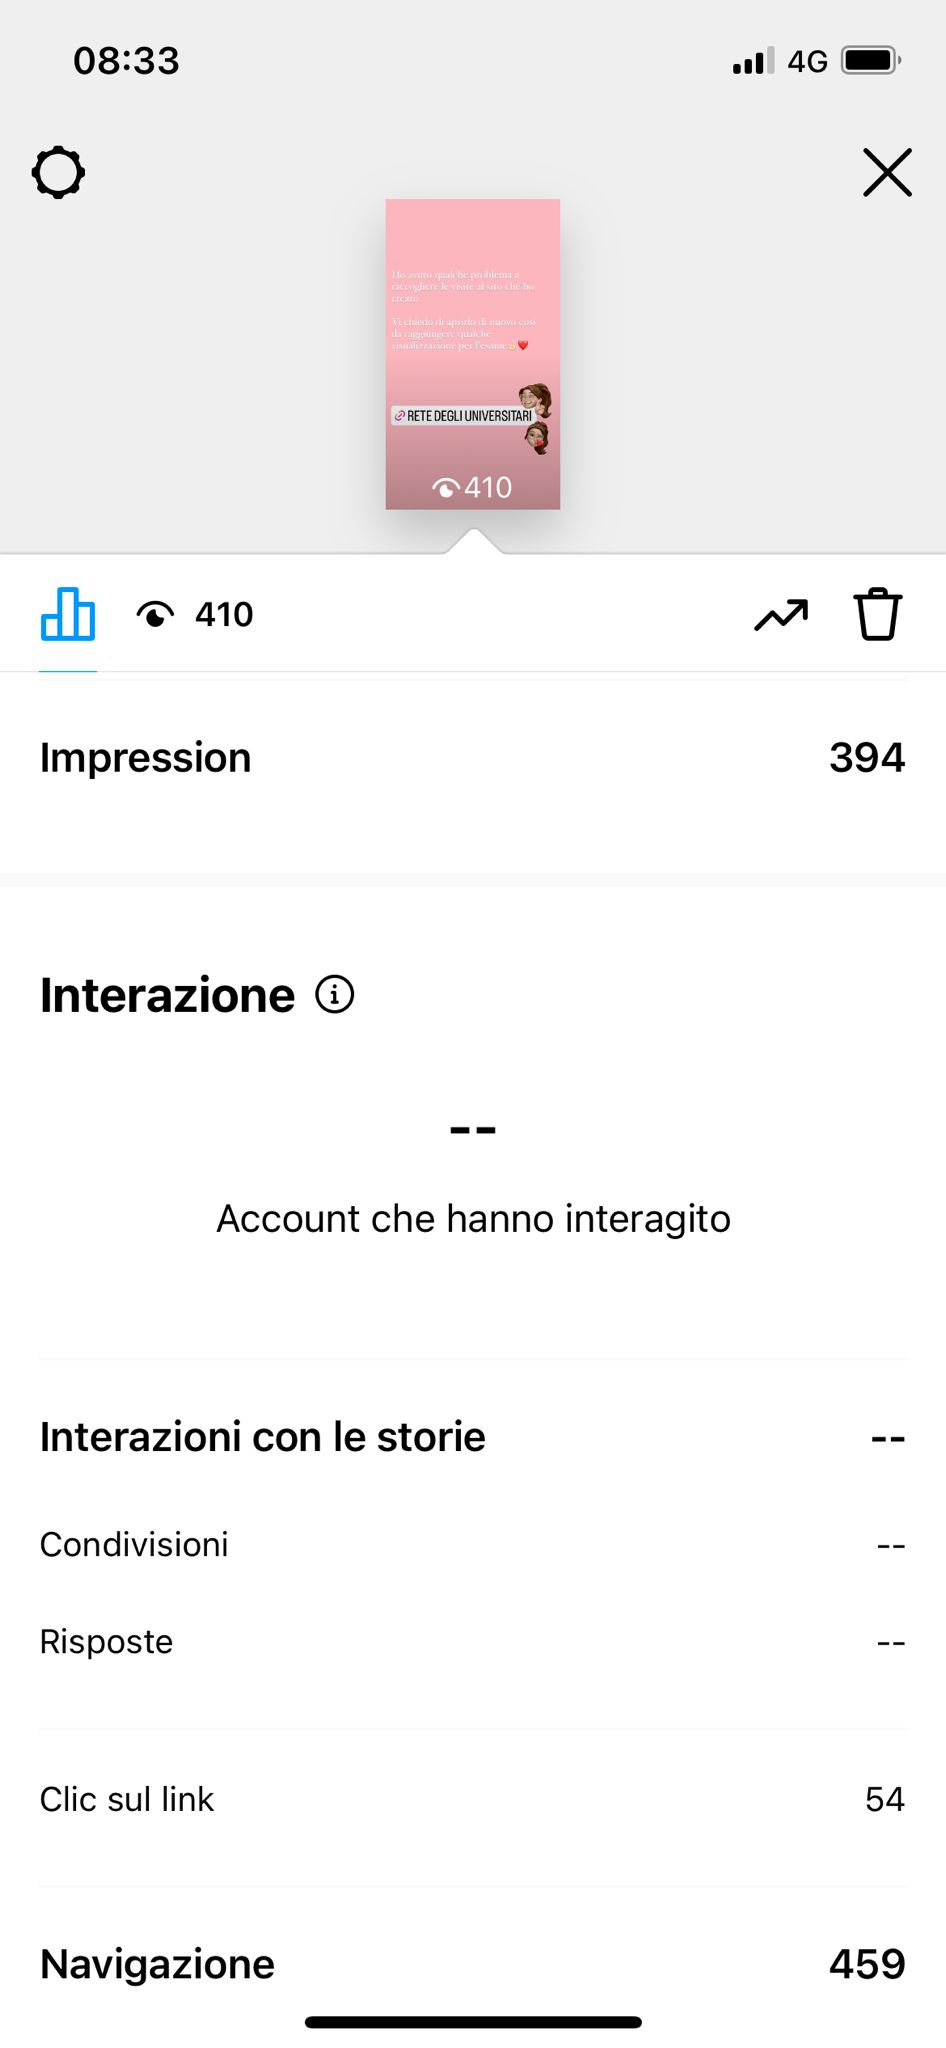 08:33
4G
Ho avuto qualche problema a
raccogliere le visite al sito che ho
creato
Vi chiedo di aprirlo di nuovo così
da raggiungere qualche
visualizzazione per l'esame
RETE DEGLI UNIVERSITARI
410
410
Impression 394
Interazione
--
Account che hanno interagito
Interazioni con le storie --
Condivisioni --
Risposte --
Clic sul link 54
Navigazione 459